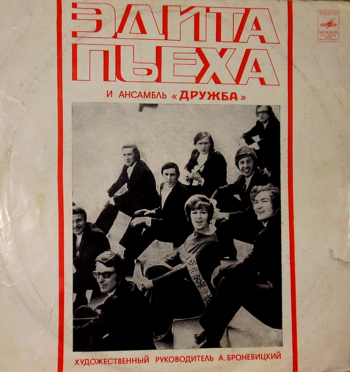 ЭДИТА
ПЬЕХА
И АНСАМБЛЬ «ДРУЖБА»
ХУДОЖЕСТВЕННЫЙ РУКОВОДИТЕЛЬ А. БРОНЕВИЦКИЙ